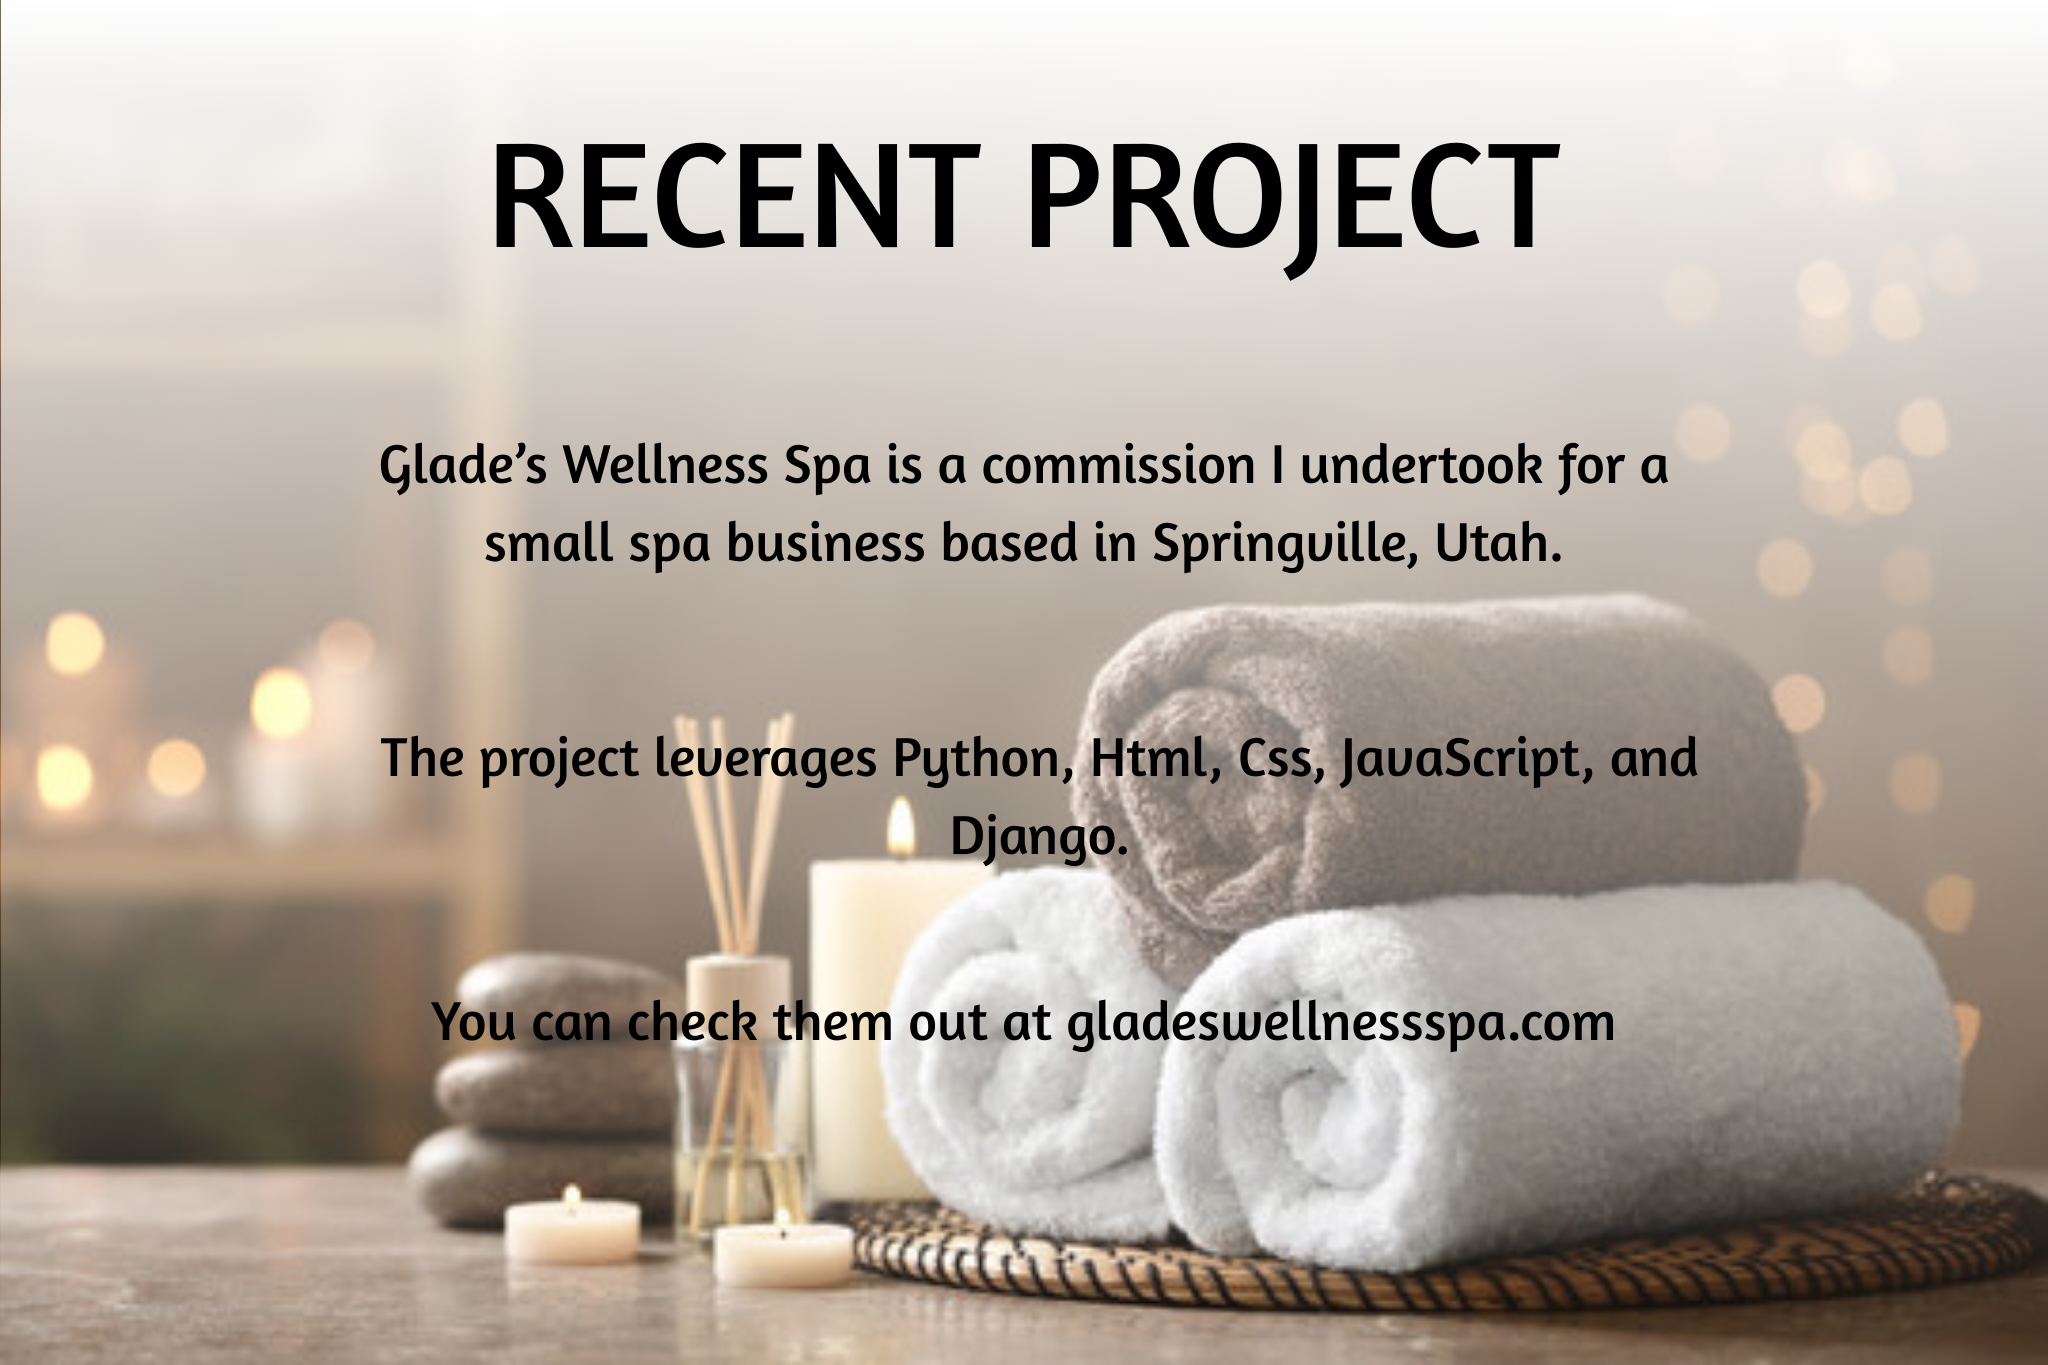 RECENT PROJECT
Glade’s Wellness Spa is a commission I undertook for a
small spa business based in Springville, Utah.
The project leverages Python, Html, Css, JavaScript, and
Django.
You can check them out at gladeswellnessspa.com